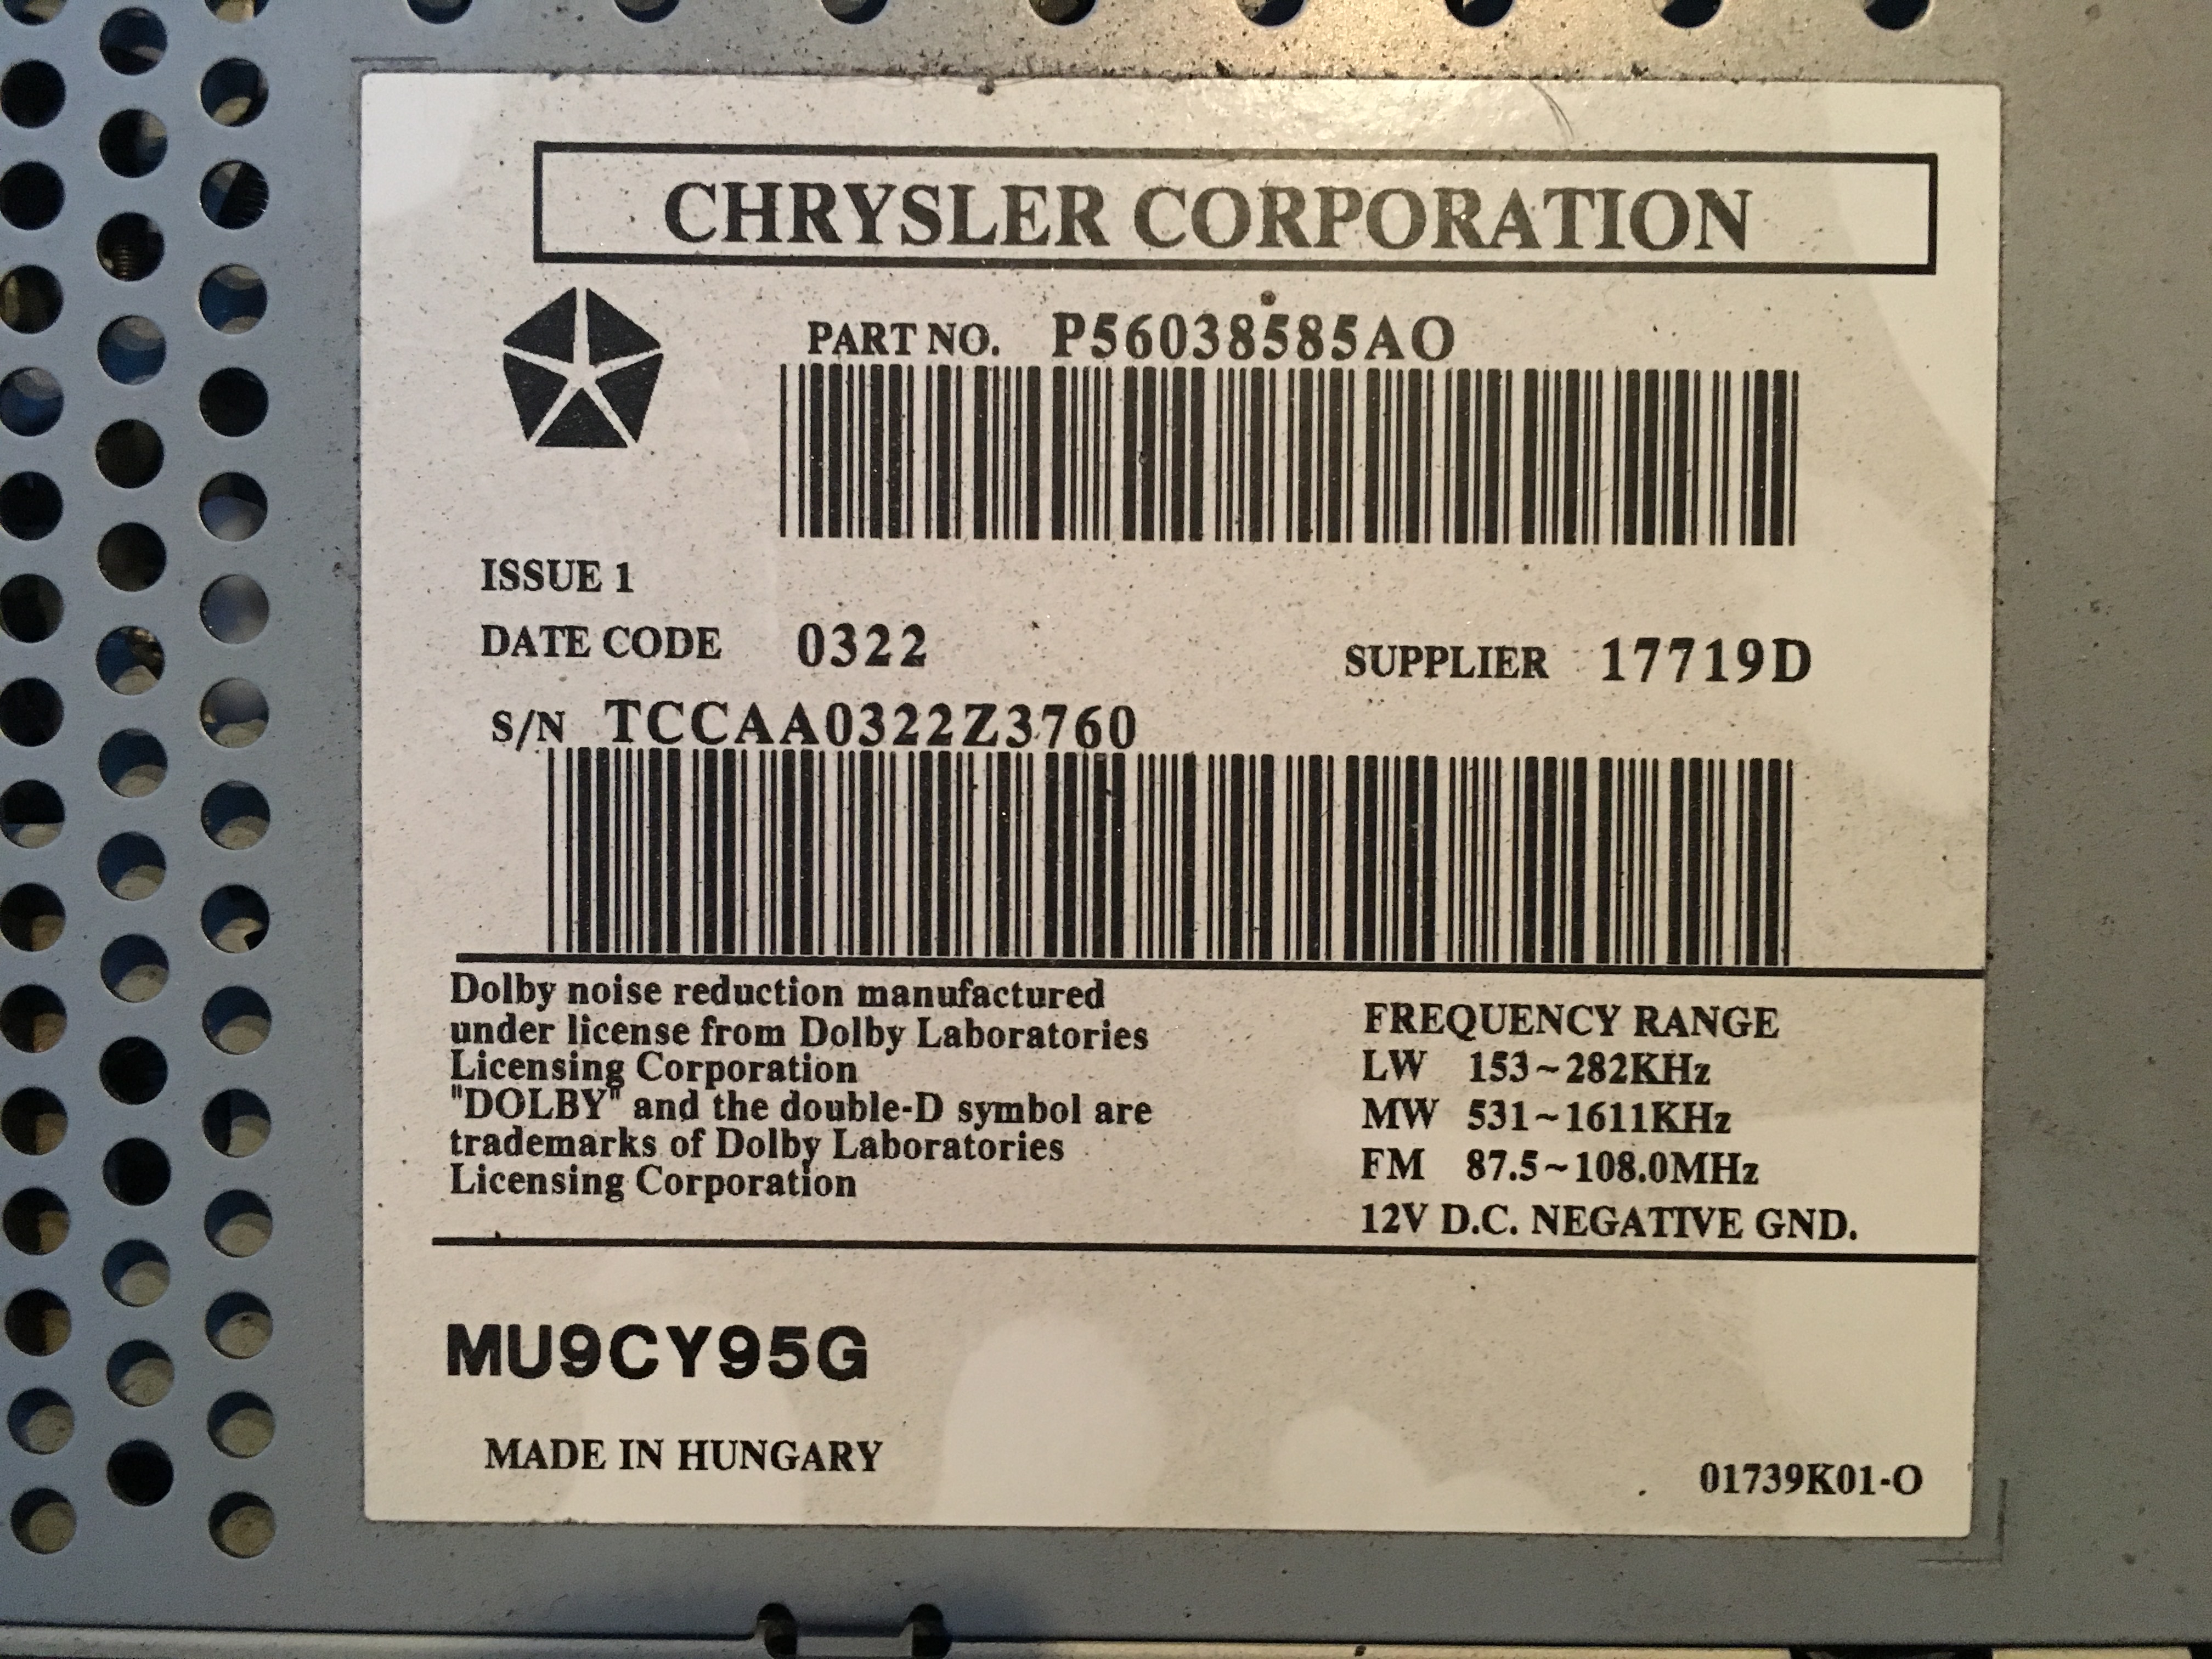 CHRYSLER CORPORATION
PART NO. P56038585AO
ISSUE 1
DATE CODE 0322
SUPPLIER 17719D
S/N TCCAA0322Z3760
Dolby noise reduction manufactured
under license from Dolby Laboratories
Licensing Corporation
"DOLBY" and the double-D symbol are
trademarks of Dolby Laboratories
Licensing Corporation
FREQUENCY RANGE
LW 153~282KHz
MW 531~1611KHz
FM 87.5~108.0MHz
12V D.C. NEGATIVE GND.
MU9CY95G
MADE IN HUNGARY
01739K01-O